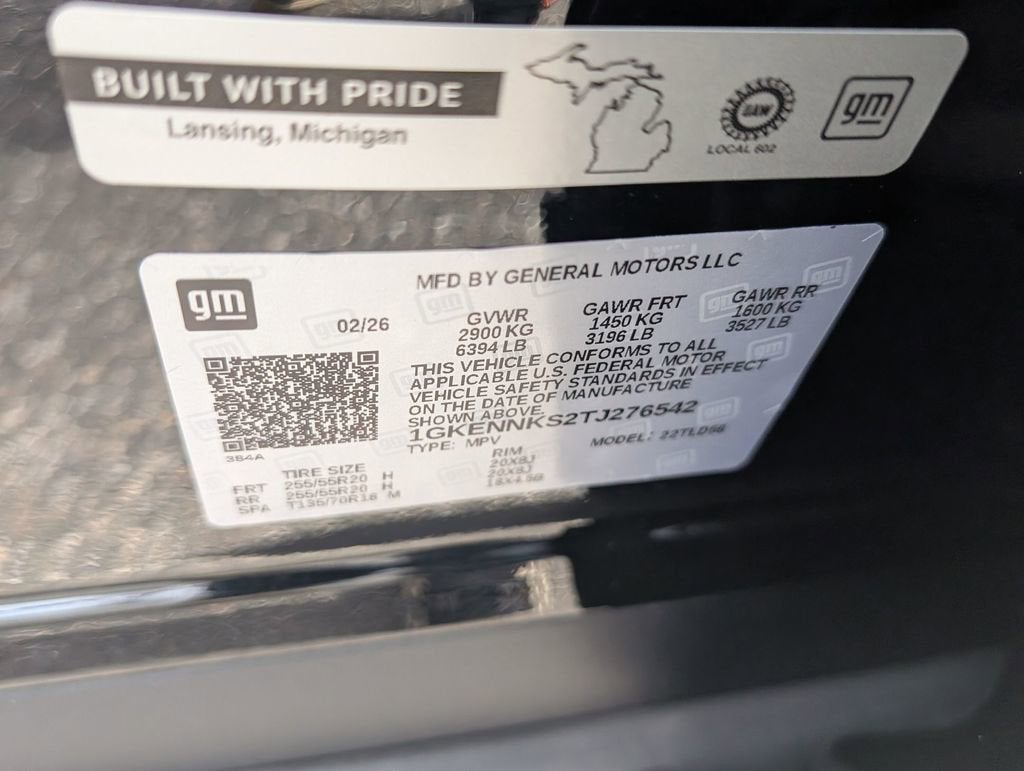 BUILT WITH PRIDE
Lansing, Michigan
UAW
LOCAL 602
gm
gm
MFD BY GENERAL MOTORS LLC
02/26
GVWR
2900 KG
6394 LB
GAWR FRT
1450 KG
3196 LB
GAWR RR
1600 KG
3527 LB
THIS VEHICLE CONFORMS TO ALL
APPLICABLE U.S. FEDERAL MOTOR
VEHICLE SAFETY STANDARDS IN EFFECT
ON THE DATE OF MANUFACTURE
SHOWN ABOVE.
1GKENNKS2TJ276542
TYPE: MPV
MODEL: 22TLD56
384A
TIRE SIZE RIM
FRT 255/55R20 H 20X8J
RR 255/55R20 H 20X8J
SPA T135/70R18 M 18X4.5B